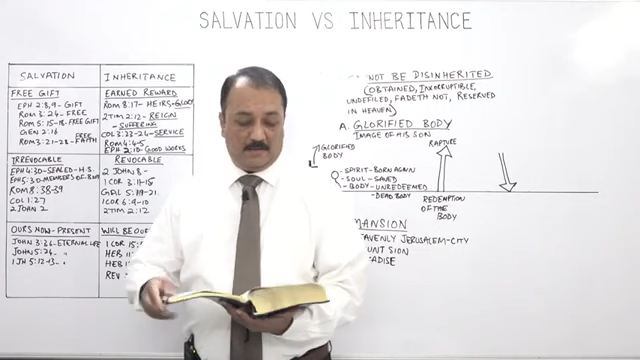 SALVATION VS INHERITANCE
SALVATION
FREE GIFT
EPH 2:8,9 - GIFT
ROM 3:24 - FREE
ROM 5:15-18 - FREE GIFT
GEN 2:16
ROM 3:21-28 - FREE FAITH
IRREVOCABLE
EPH 4:30 - SEALED - H.S
EPH 5:30 - MEMBERS OF
ROM 8:38-39
COL 1:27
2 JOHN 2
OURS NOW - PRESENT
JOHN 3:36 - ETERNAL LIFE
JOHN 5:24 - "
1 JH 5:12-13 - "
INHERITANCE
EARNED REWARD
ROM 8:17 - HEIRS - GLORY
2 TIM 2:12 - REIGN
- SUFFERING
COL 3:23-24 - SERVICE
ROM 4:4-5
EPH 2:10 - GOOD WORKS
REVOCABLE
2 JOHN 8 -
1 COR 3:11-15
GAL 5:19-21
1 COR 6:9-10
2 TIM 2:12
WILL BE
1 COR 15:
HEB
HEB
REV
NOT BE DISINHERITED
(OBTAINED, INCORRUPTIBLE,
UNDEFILED, FADETH NOT, RESERVED
IN HEAVEN)
A. GLORIFIED BODY
IMAGE OF HIS SON
RAPTURE
GLORIFIED
BODY
SPIRIT - BORN AGAIN
SOUL - SAVED
BODY - UNREDEEMED
- DEAD BODY
REDEMPTION
OF THE
BODY
MANSION
HEAVENLY JERUSALEM - CITY
SION